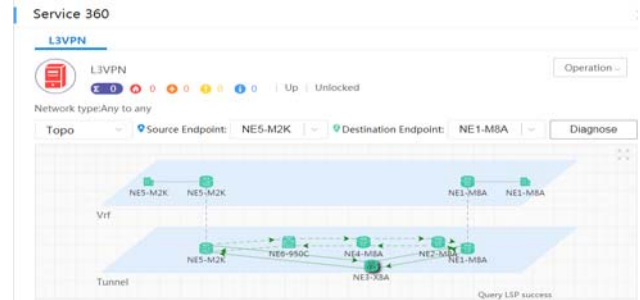 Service 360
L3VPN
L3VPN
Operation
Σ 0 0 0 0 0 Up Unlocked
Network type:Any to any
Topo Source Endpoint: NE5-M2K Destination Endpoint: NE1-M8A Diagnose
NE5-M2K NE5-M2K NE1-M8A NE1-M8A
Vrf
NE5-M2K NE6-950C NE4-M8A NE2-M8A NE1-M8A
NE3-X8A
Tunnel
Query LSP success